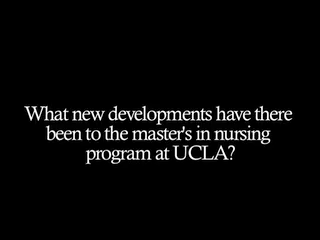 What new developments have there
been to the master's in nursing
program at UCLA?